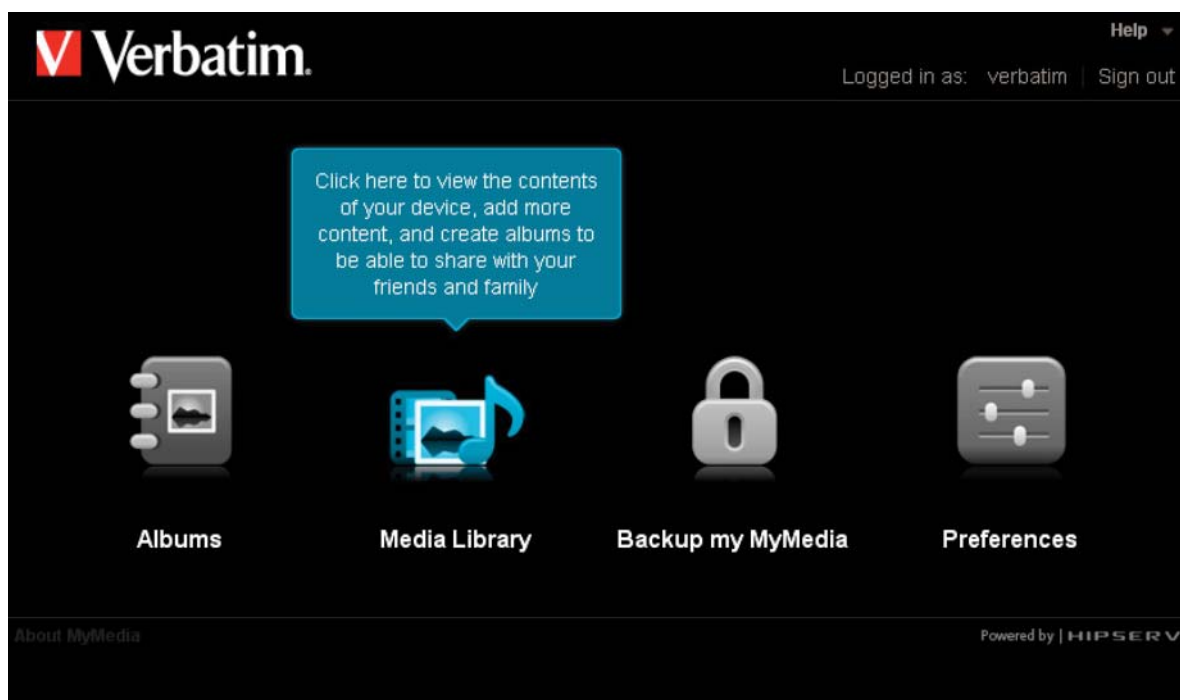 Verbatim.
Help
Logged in as: verbatim Sign out
Click here to view the contents
of your device, add more
content, and create albums to
be able to share with your
friends and family
Albums
Media Library
Backup my MyMedia
Preferences
About MyMedia
Powered by | HIPSERV